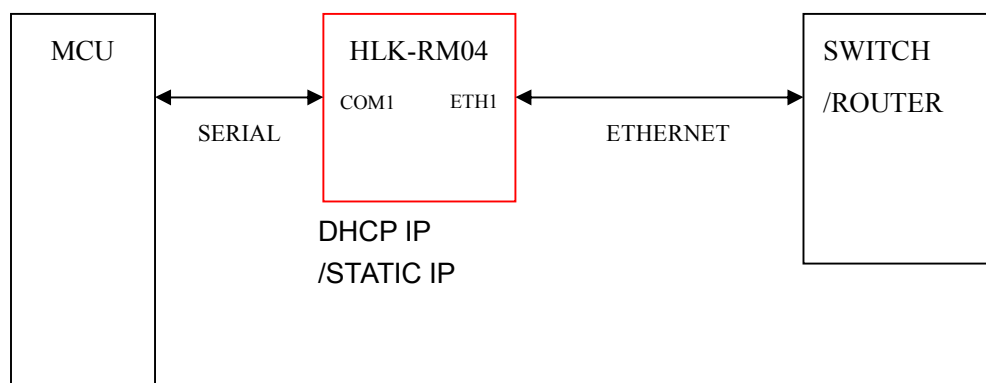 MCU
HLK-RM04
SWITCH
/ROUTER
COM1
ETH1
SERIAL
ETHERNET
DHCP IP
/STATIC IP